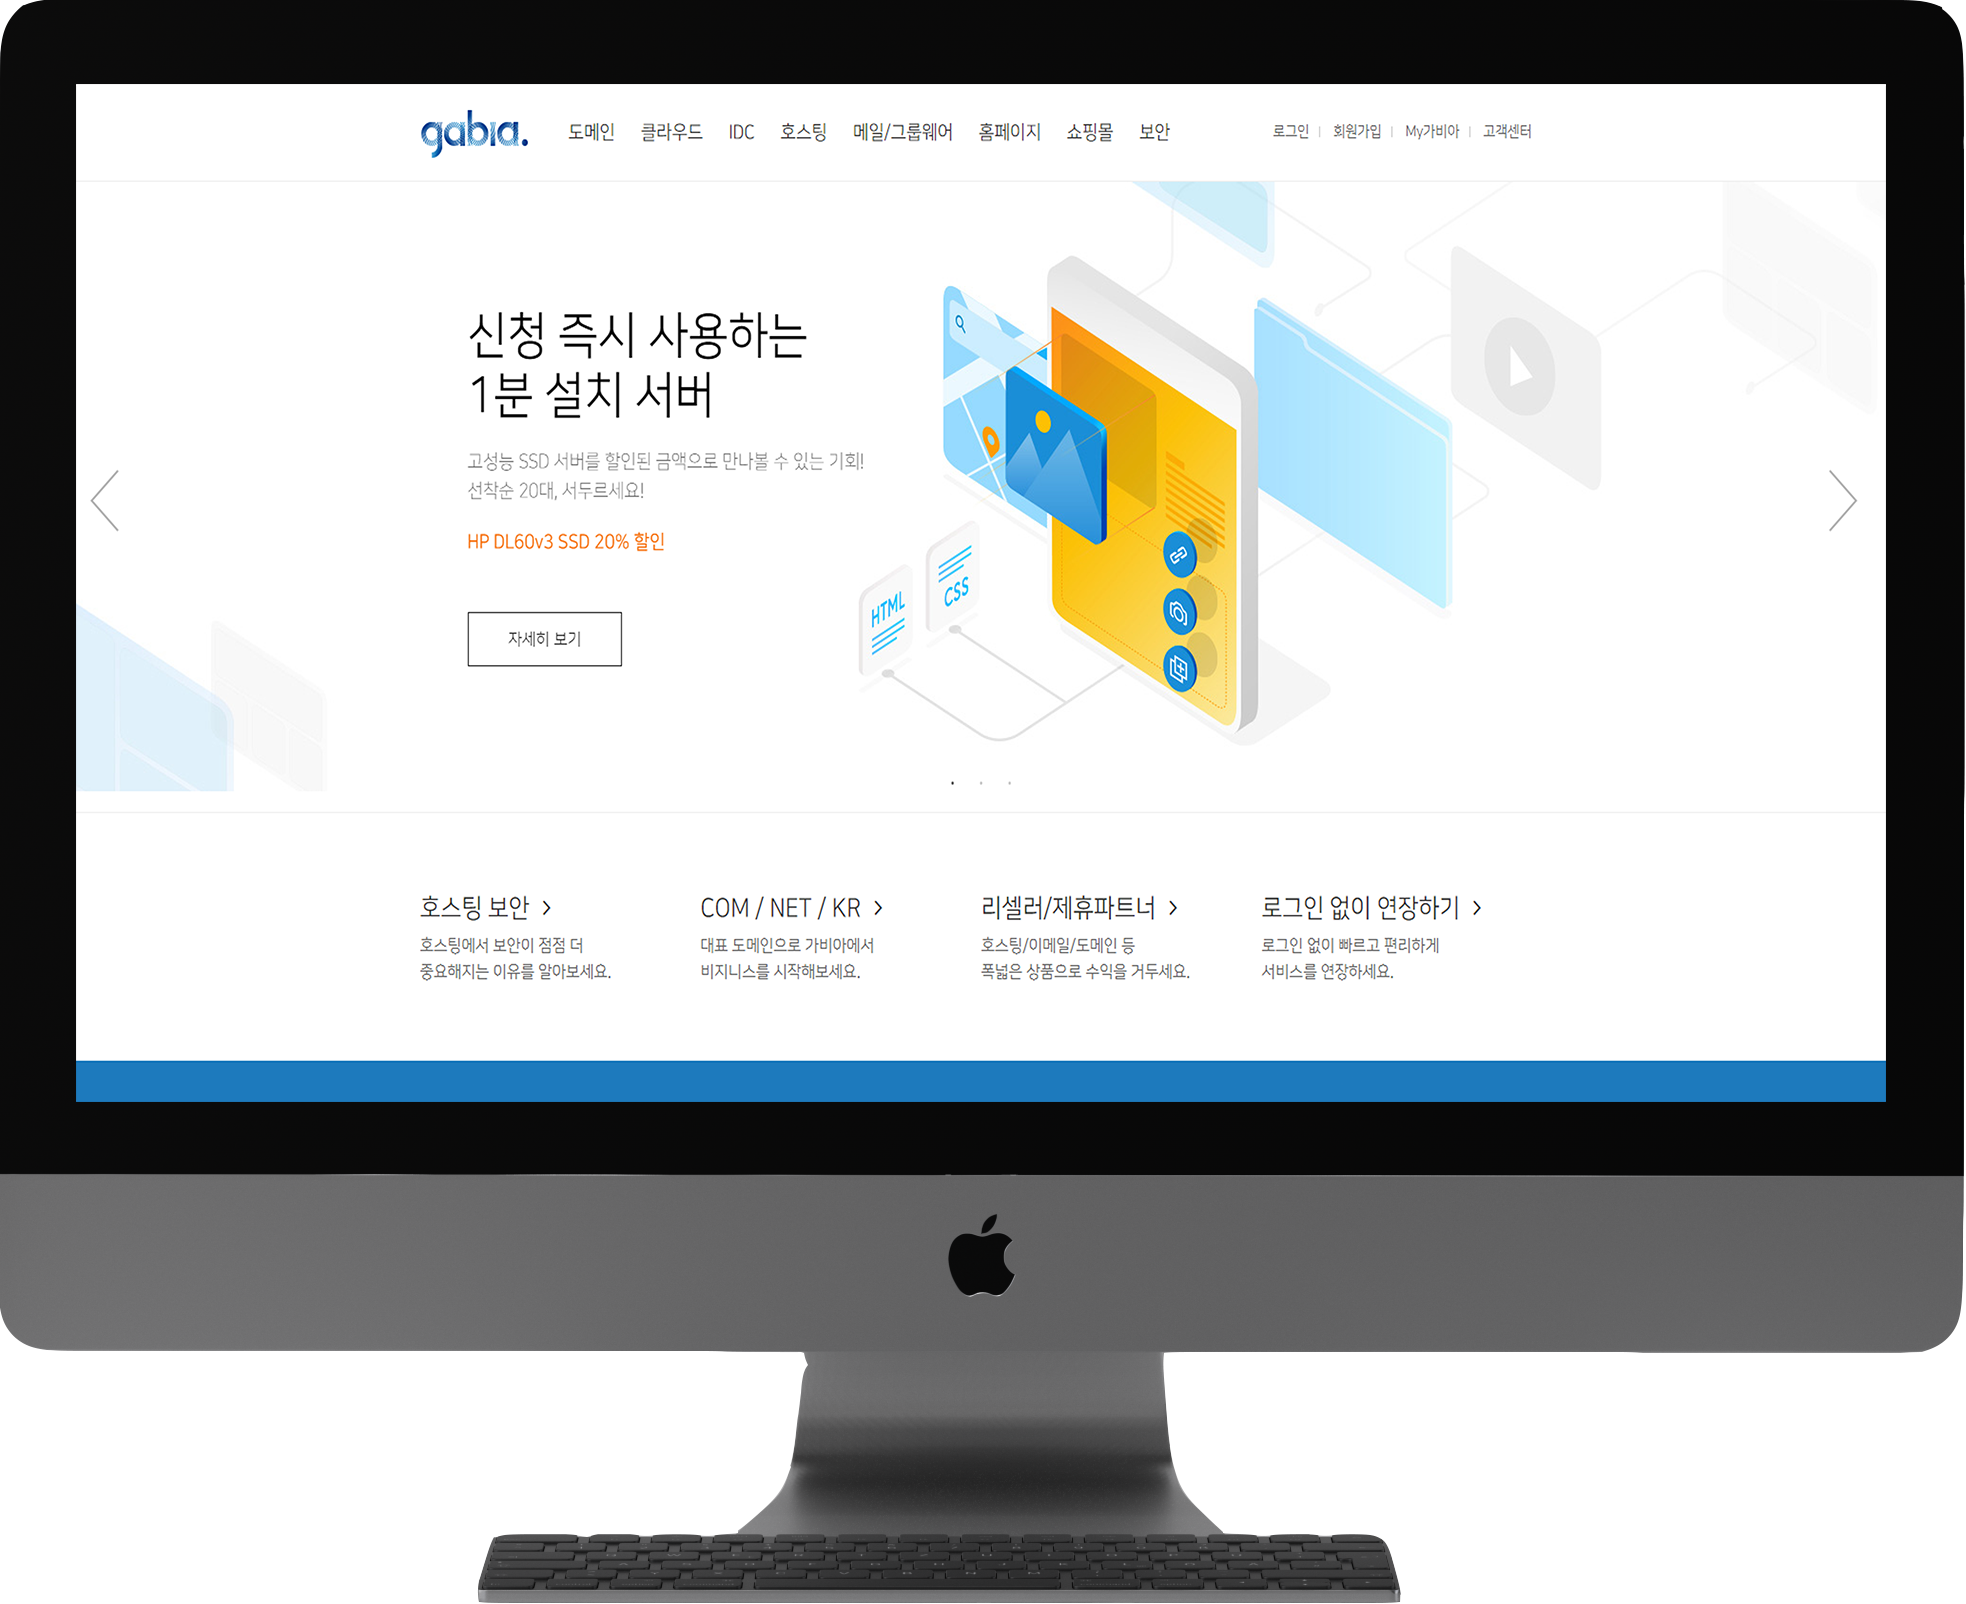 gabia.
도메인 클라우드 IDC 호스팅 메일/그룹웨어 홈페이지 쇼핑몰 보안
로그인 회원가입 My가비아 고객센터
신청 즉시 사용하는
1분 설치 서버
고성능 SSD 서버를 할인된 금액으로 만나볼 수 있는 기회!
선착순 20대, 서두르세요!
HP DL60v3 SSD 20% 할인
자세히 보기
HTML
CSS
호스팅 보안
호스팅에서 보안이 점점 더
중요해지는 이유를 알아보세요.
COM / NET / KR
대표 도메인으로 가비아에서
비지니스를 시작해보세요.
리셀러/제휴파트너
호스팅/이메일/도메인 등
폭넓은 상품으로 수익을 거두세요.
로그인 없이 연장하기
로그인 없이 빠르고 편리하게
서비스를 연장하세요.